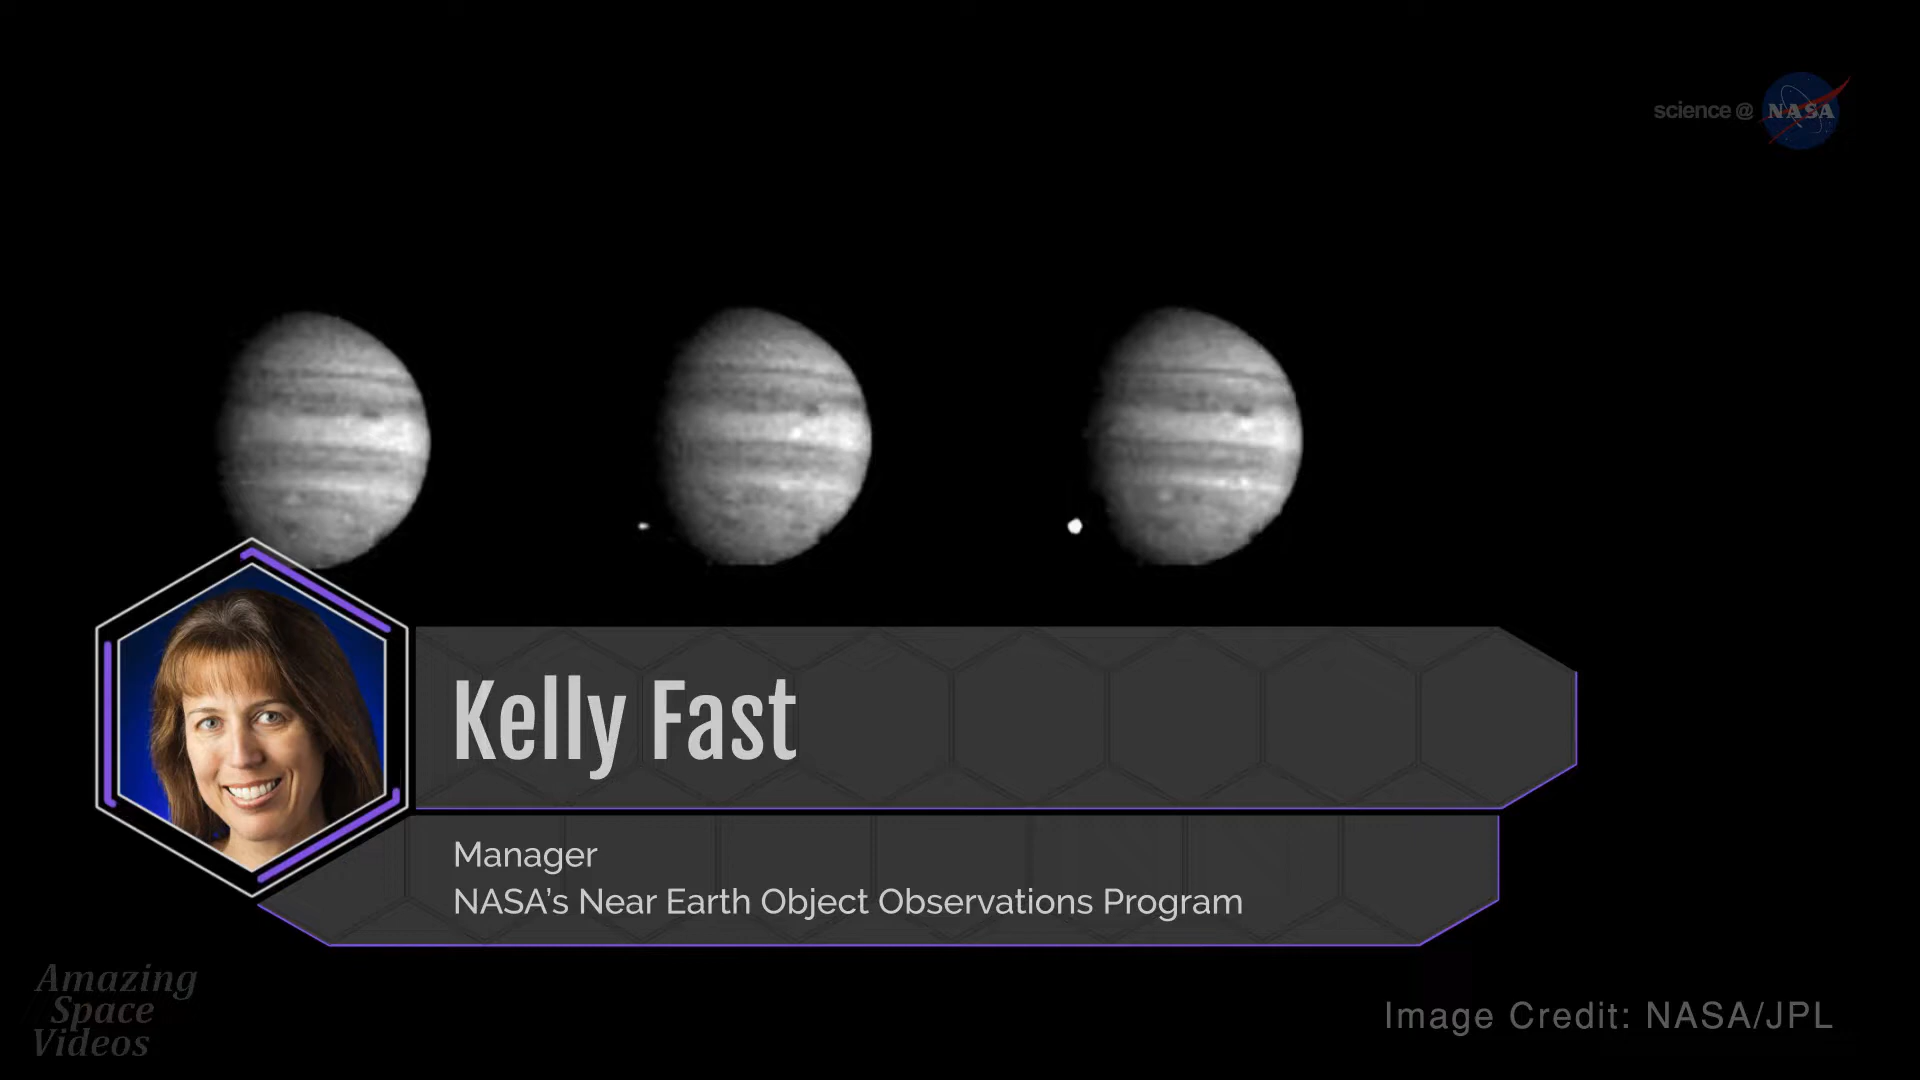 science @ NASA
Kelly Fast
Manager
NASA's Near Earth Object Observations Program
Amazing
Space
Videos
Image Credit: NASA/JPL